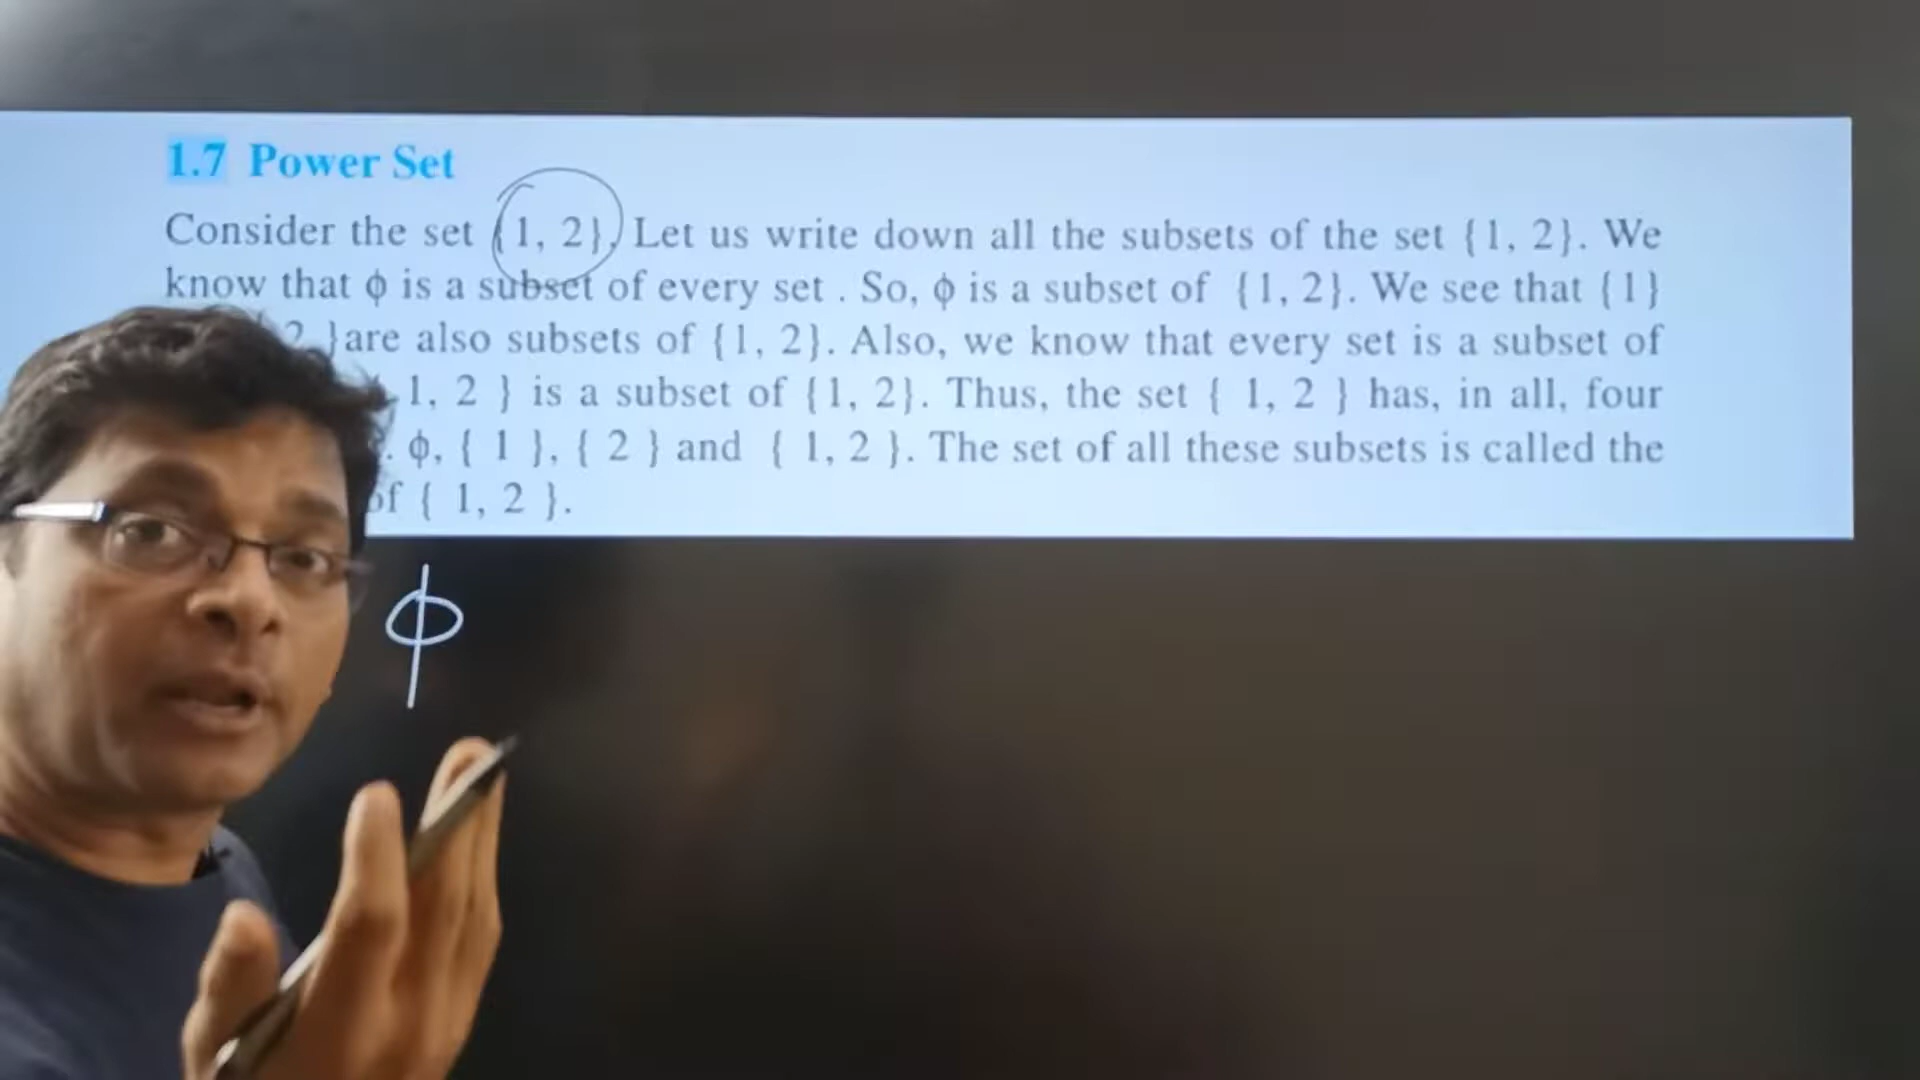 1.7 Power Set
Consider the set {1, 2}. Let us write down all the subsets of the set {1, 2}. We
know that ϕ is a subset of every set . So, ϕ is a subset of {1, 2}. We see that {1}
2 }are also subsets of {1, 2}. Also, we know that every set is a subset of
1, 2 } is a subset of {1, 2}. Thus, the set { 1, 2 } has, in all, four
. ϕ, { 1 }, { 2 } and { 1, 2 }. The set of all these subsets is called the
of { 1, 2 }.
ϕ